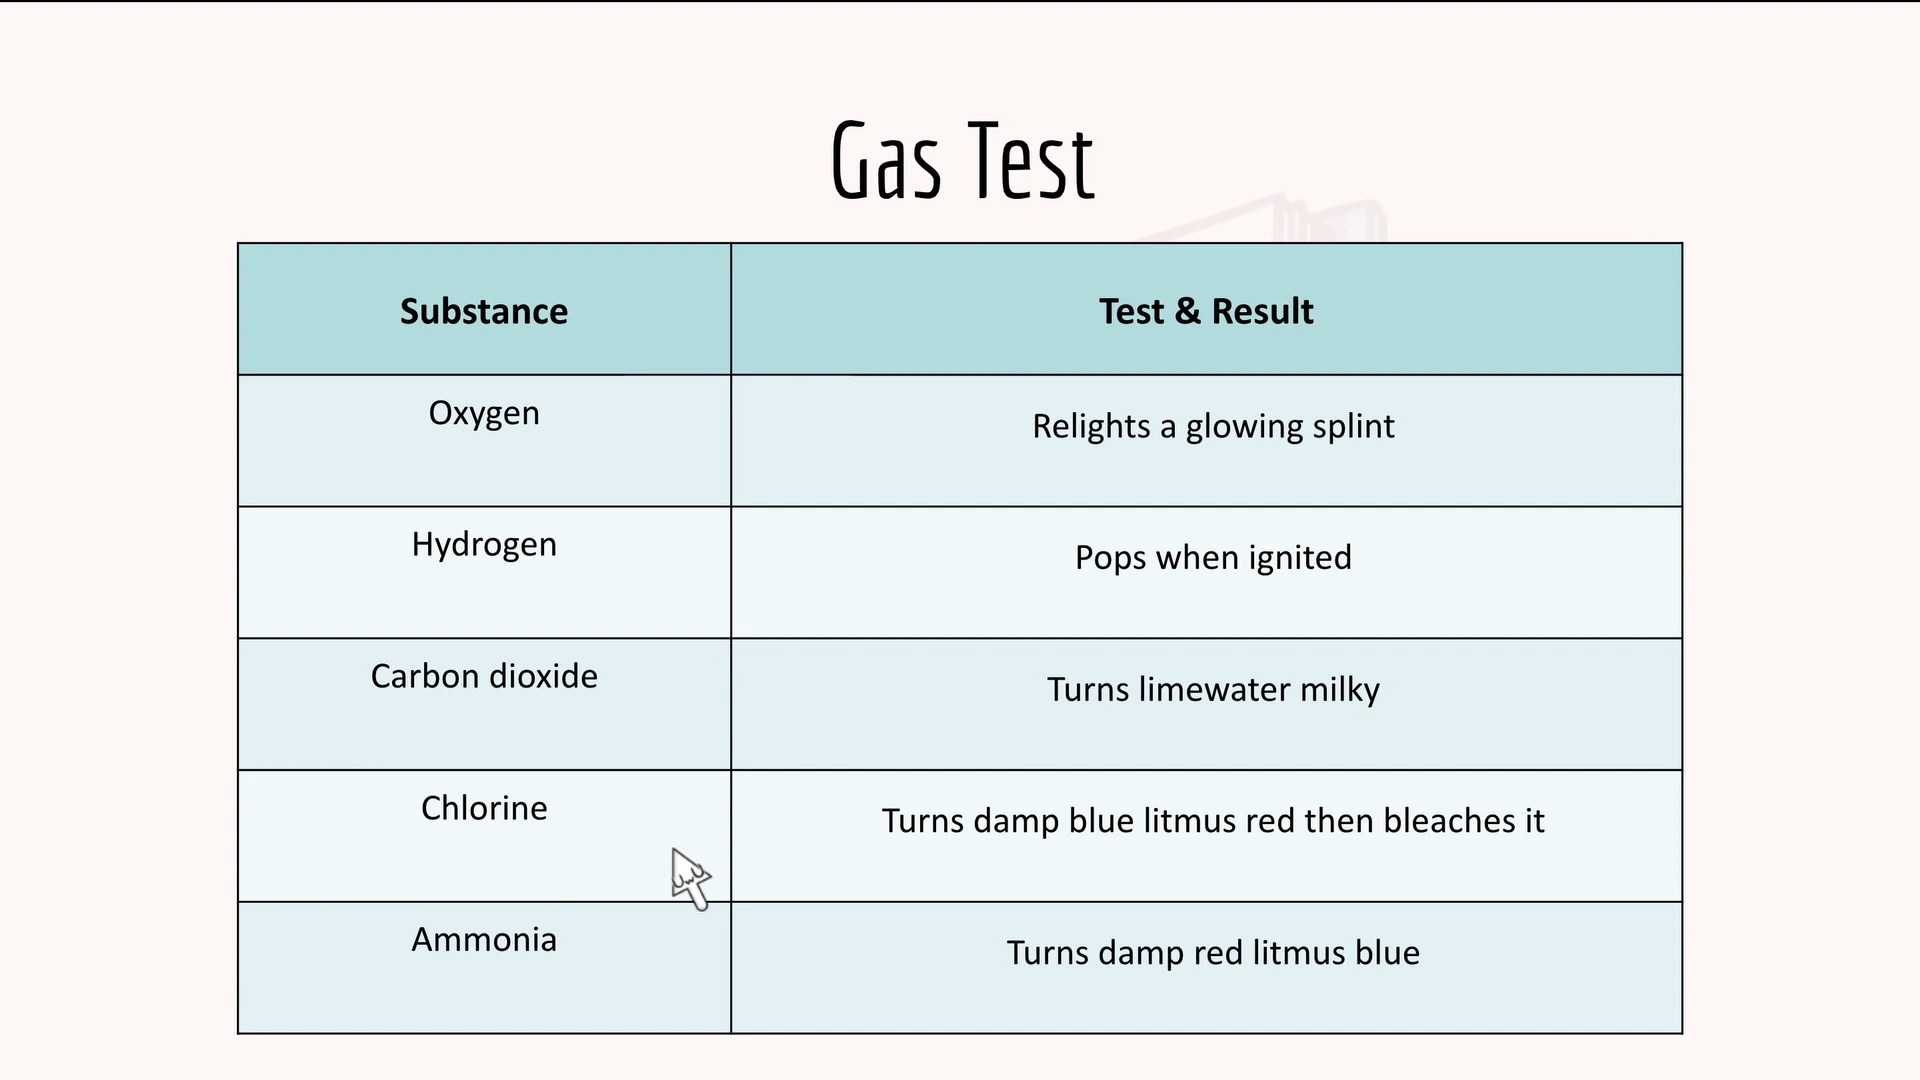 Gas Test
Substance
Test & Result
Oxygen
Relights a glowing splint
Hydrogen
Pops when ignited
Carbon dioxide
Turns limewater milky
Chlorine
Turns damp blue litmus red then bleaches it
Ammonia
Turns damp red litmus blue